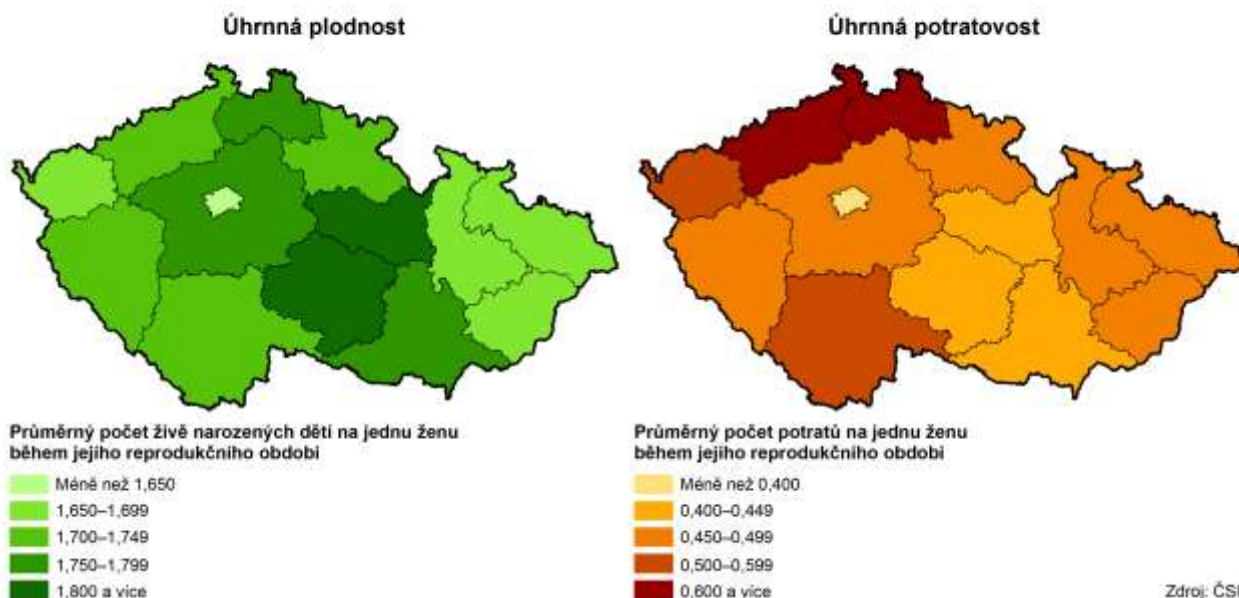 Úhrnná plodnost
Úhrnná potratovost
Průměrný počet živě narozených dětí na jednu ženu
během jejího reprodukčního období
Méně než 1,650
1,650–1,699
1,700–1,749
1,750–1,799
1,800 a více
Průměrný počet potratů na jednu ženu
během jejího reprodukčního období
Méně než 0,400
0,400–0,449
0,450–0,499
0,500–0,599
0,600 a více
Zdroj: